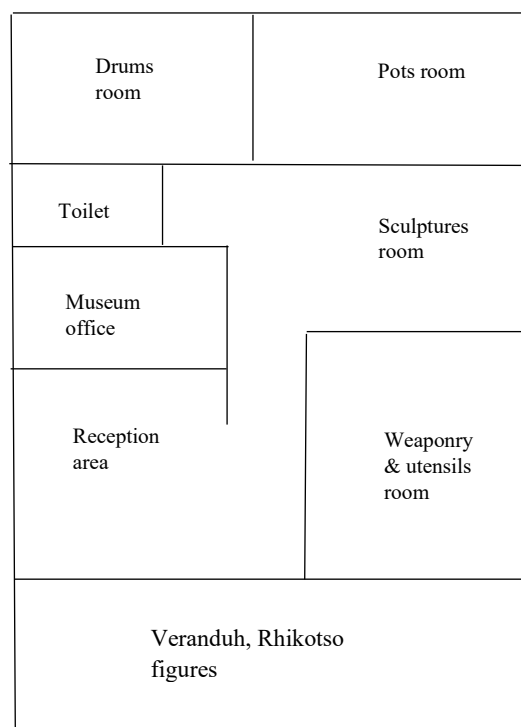 Drums
room
Pots room
Toilet
Sculptures
room
Museum
office
Reception
area
Weaponry
& utensils
room
Veranduh, Rhikotso
figures